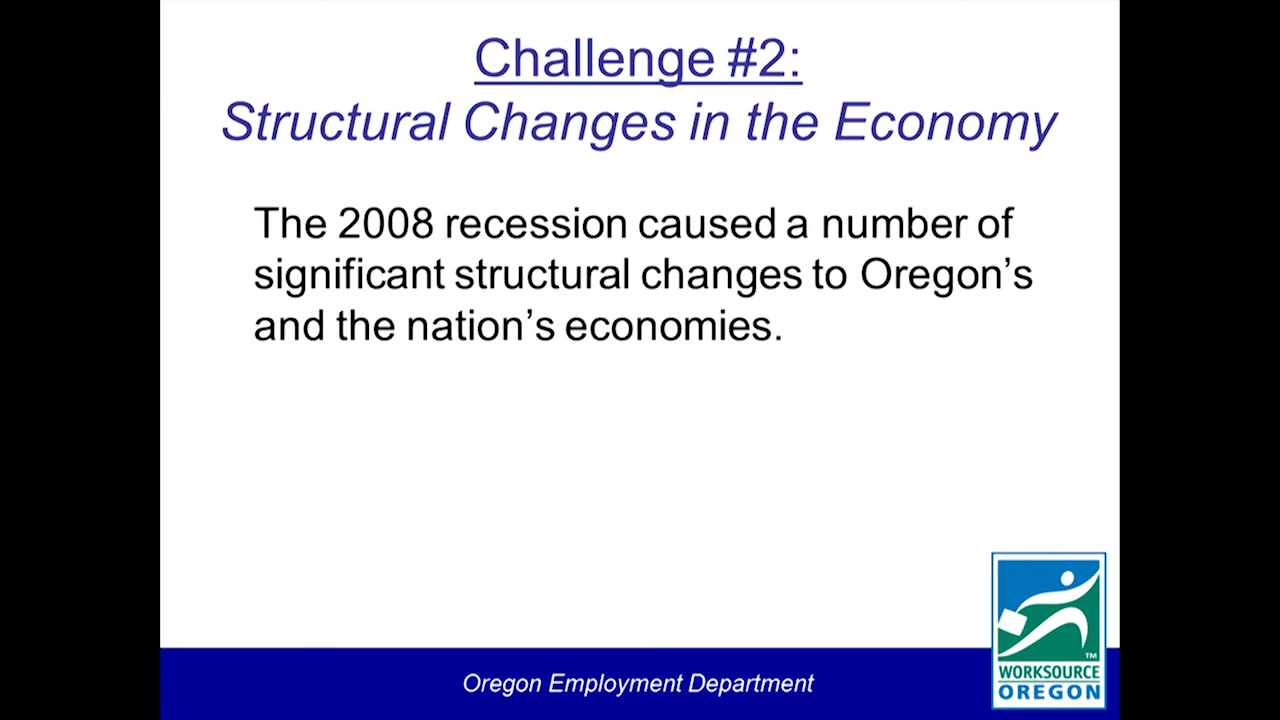 Challenge #2:
Structural Changes in the Economy
The 2008 recession caused a number of
significant structural changes to Oregon’s
and the nation’s economies.
TM
WORKSOURCE
OREGON
Oregon Employment Department